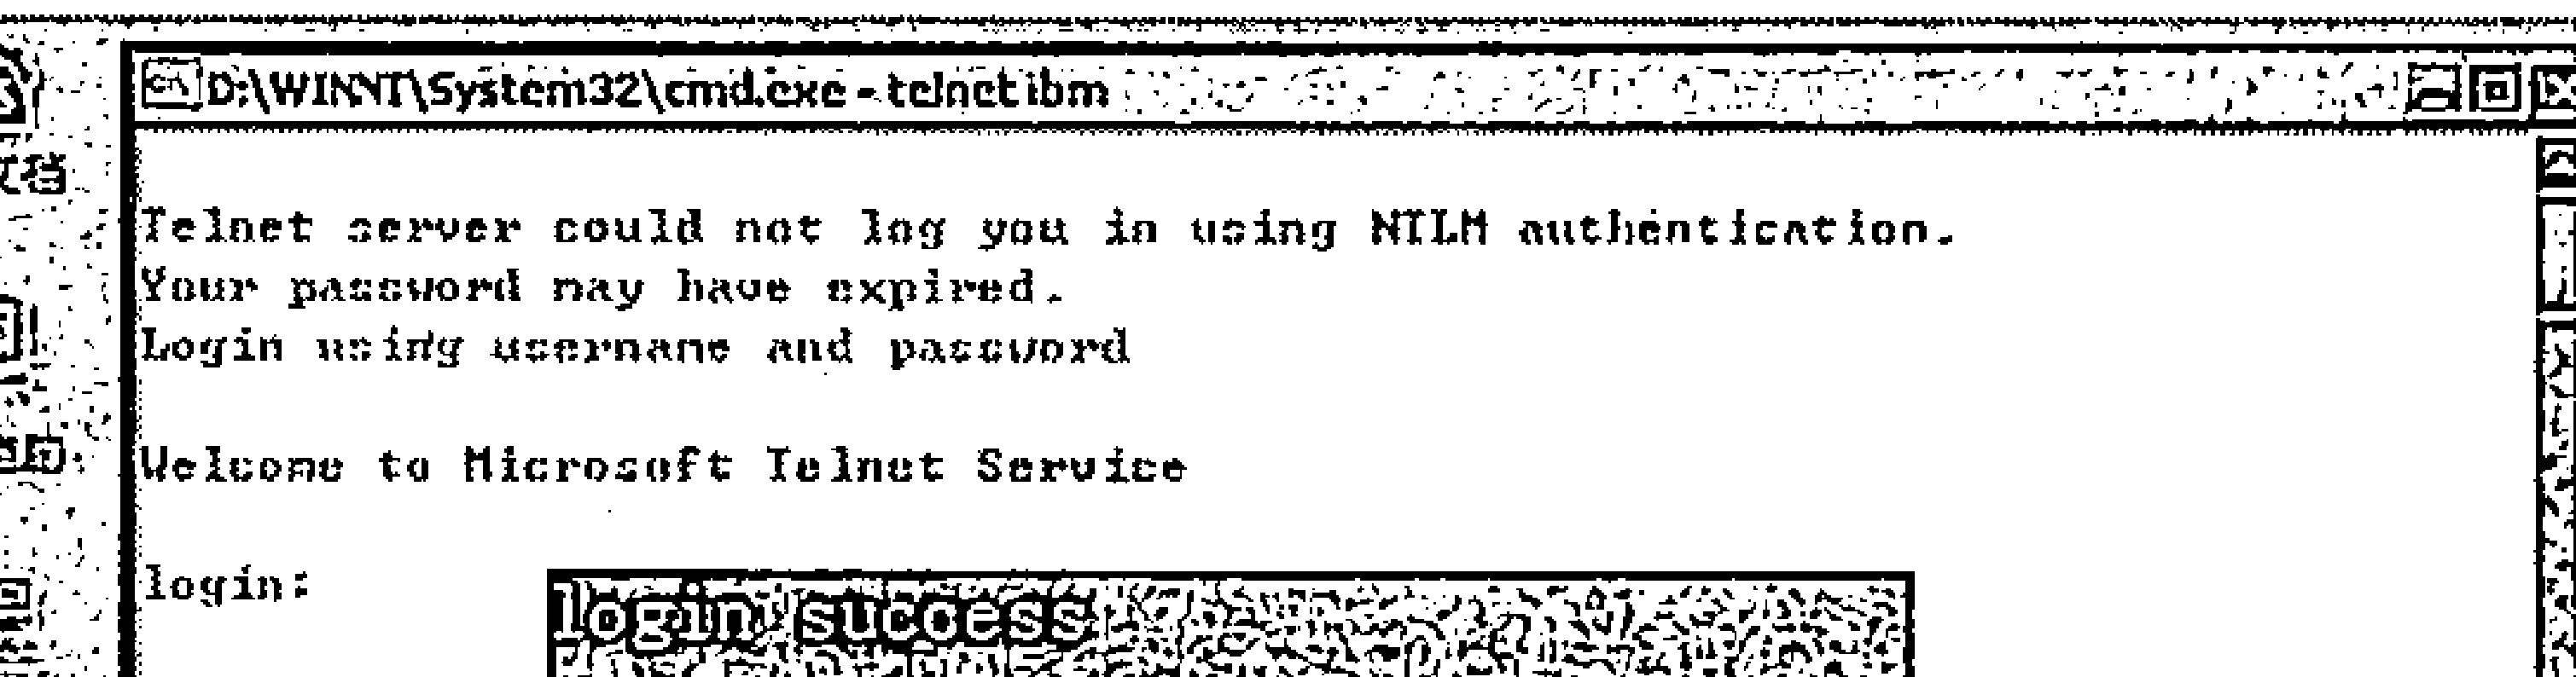 D:\WINNT\System32\cmd.exe - telnet ibm
Telnet server could not log you in using NTLM authentication.
Your password may have expired.
Login using username and password
Welcome to Microsoft Telnet Service
login:
login success